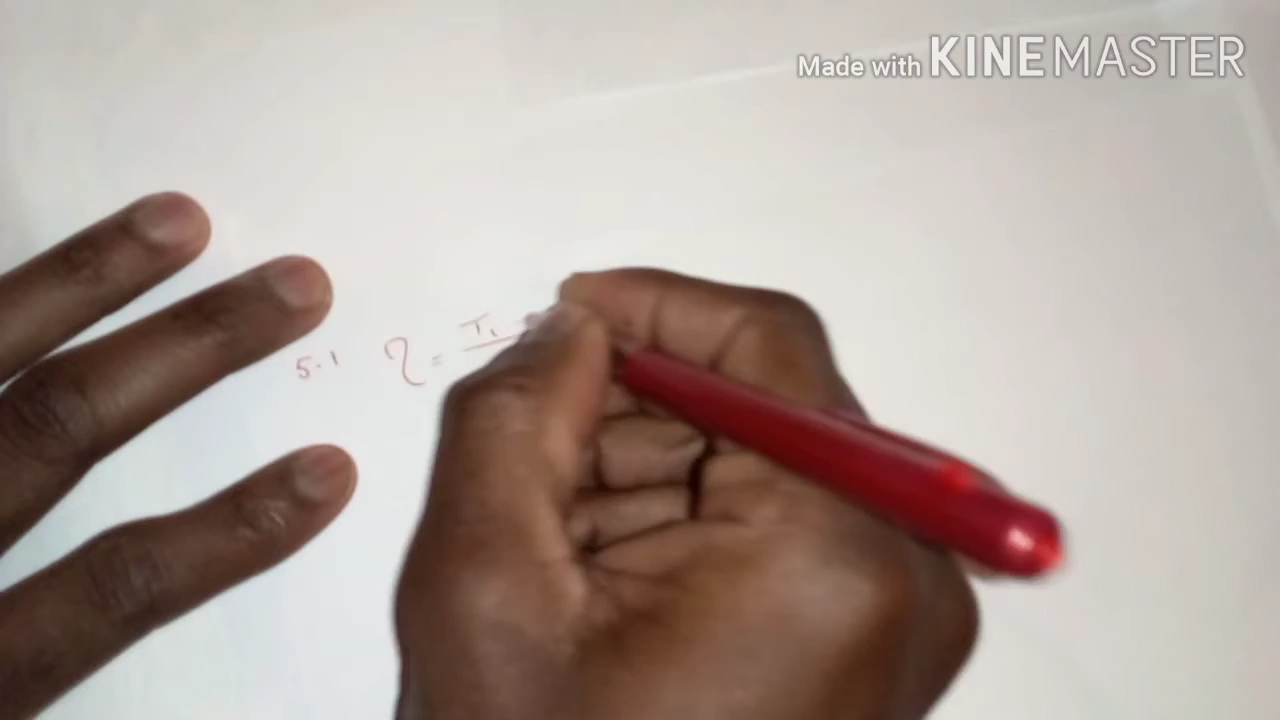 Made with KINEMASTER
T₁
5.1 η =